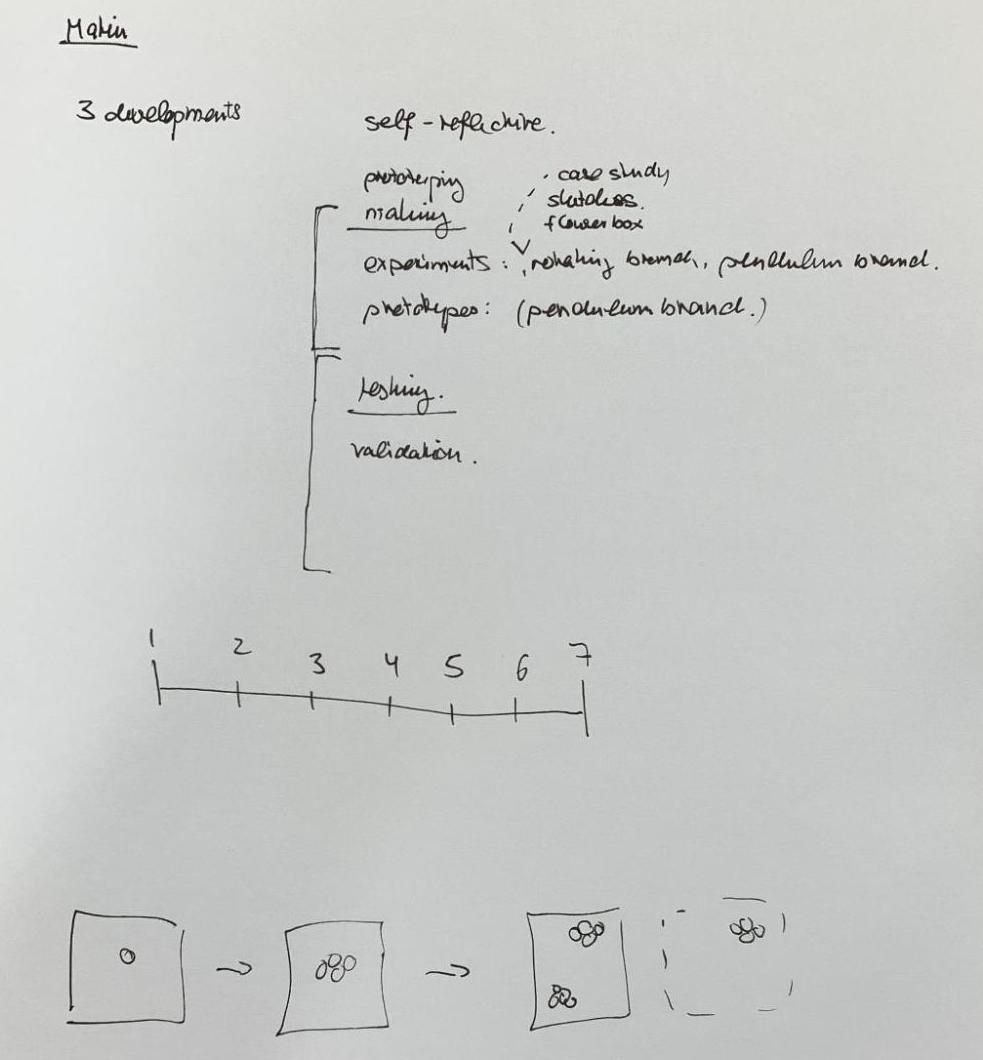 3 developments
self-reflective.
prototyping
making
. case study
sketches.
flower box
experiments : rotating branch, pendulum branch.
prototypes: (pendulum branch.)
testing.
validation.
1 2 3 4 5 6 7